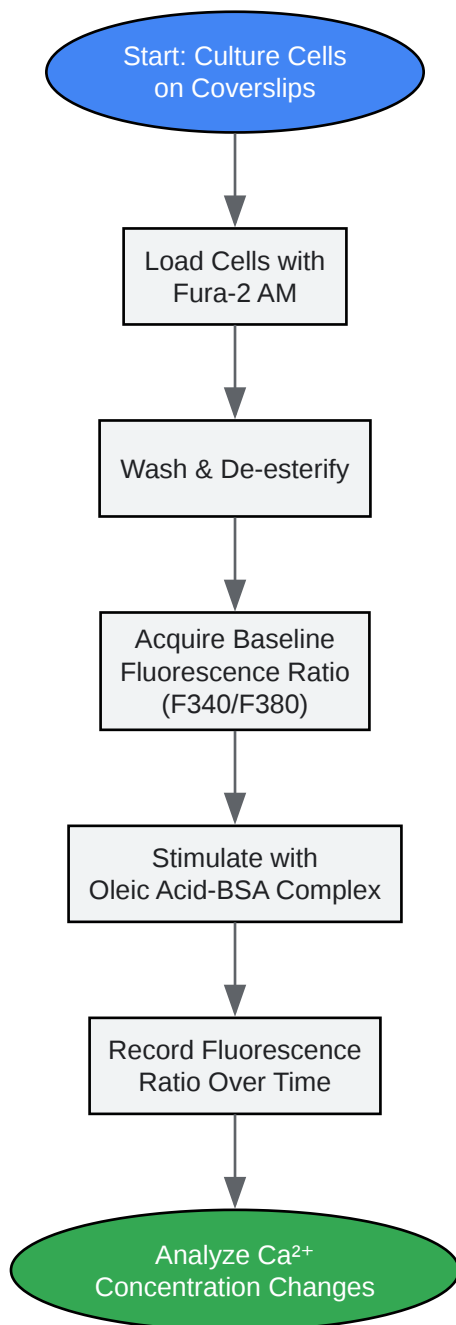 Start: Culture Cells
on Coverslips
Load Cells with
Fura-2 AM
Wash & De-esterify
Acquire Baseline
Fluorescence Ratio
(F340/F380)
Stimulate with
Oleic Acid-BSA Complex
Record Fluorescence
Ratio Over Time
Analyze Ca²⁺
Concentration Changes